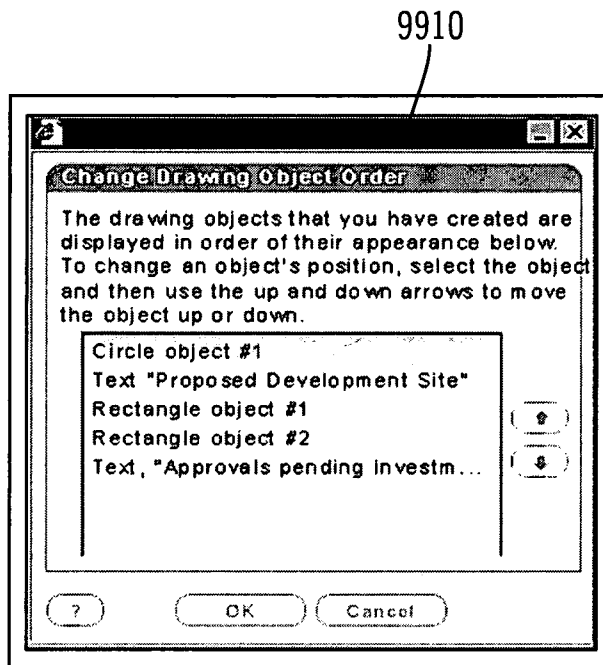 9910
Change Drawing Object Order
The drawing objects that you have created are
displayed in order of their appearance below.
To change an object's position, select the object
and then use the up and down arrows to move
the object up or down.
Circle object #1
Text "Proposed Development Site"
Rectangle object #1
Rectangle object #2
Text, "Approvals pending investm...
?
OK
Cancel